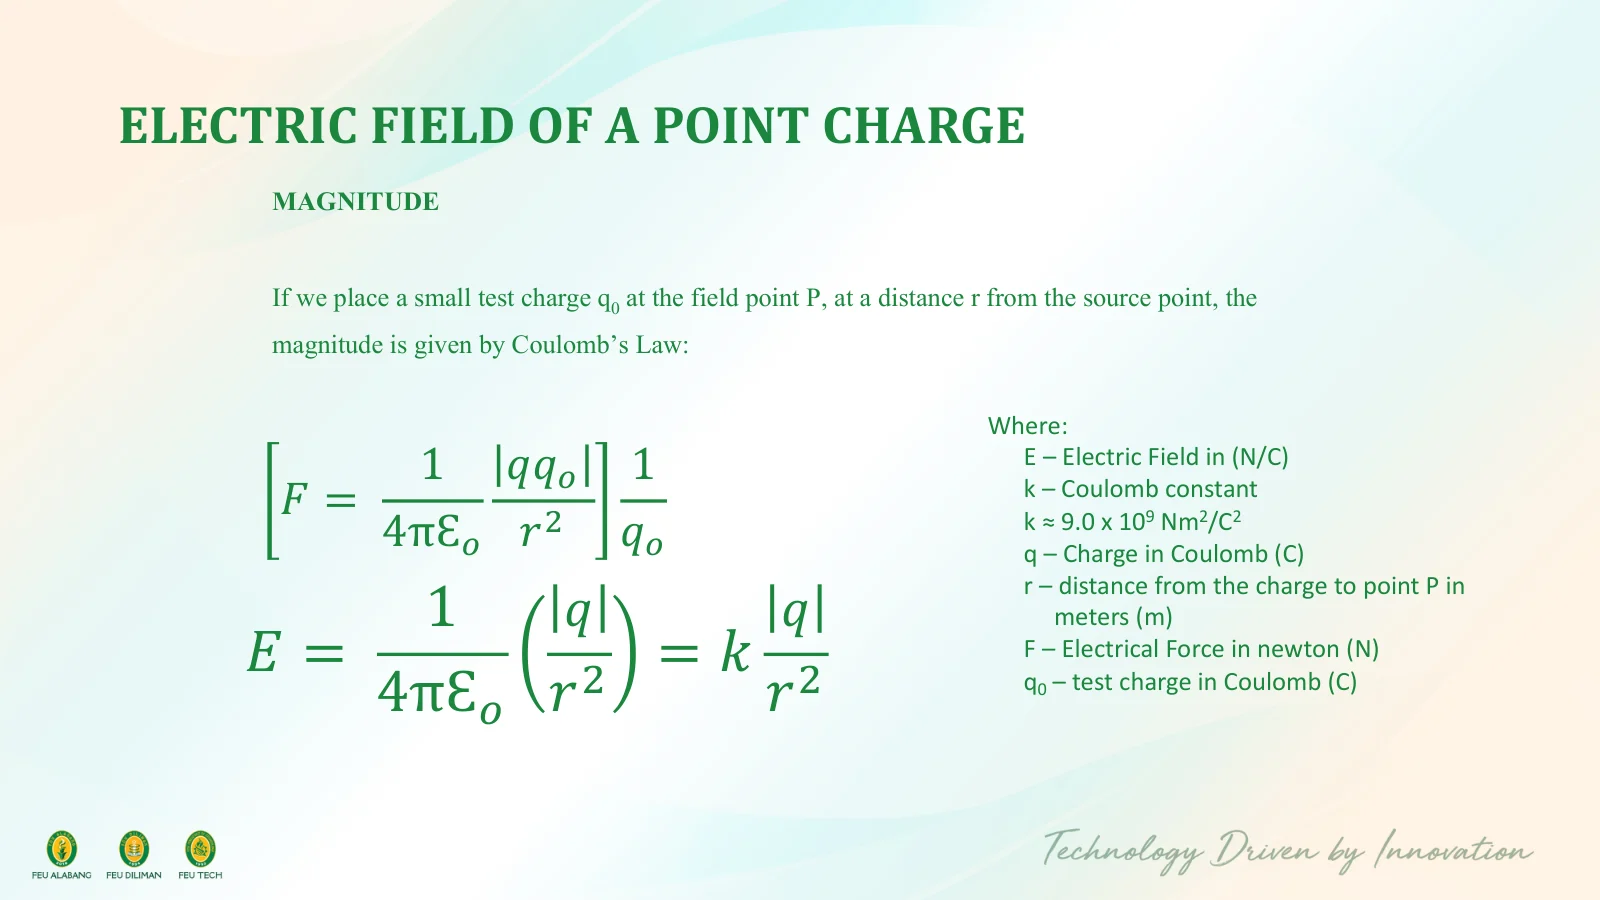 ELECTRIC FIELD OF A POINT CHARGE
MAGNITUDE
If we place a small test charge q₀ at the field point P, at a distance r from the source point, the
magnitude is given by Coulomb’s Law:
[F = 1/(4πƐₒ) |qqₒ|/r²] 1/qₒ
E = 1/(4πƐₒ) (|q|/r²) = k |q|/r²
Where:
E – Electric Field in (N/C)
k – Coulomb constant
k ≈ 9.0 x 10⁹ Nm²/C²
q – Charge in Coulomb (C)
r – distance from the charge to point P in
meters (m)
F – Electrical Force in newton (N)
q₀ – test charge in Coulomb (C)
FEU ALABANG FEU DILIMAN FEU TECH
Technology Driven by Innovation